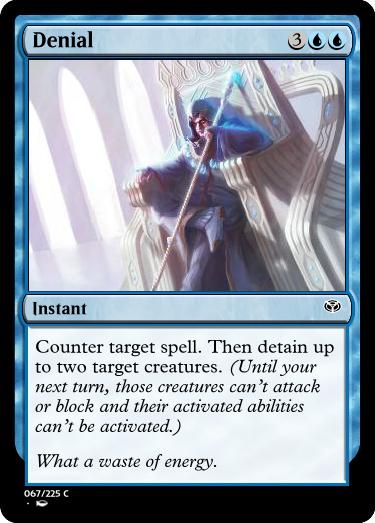 Denial 3
Instant
Counter target spell. Then detain up
to two target creatures. (Until your
next turn, those creatures can't attack
or block and their activated abilities
can't be activated.)
What a waste of energy.
067/225 C